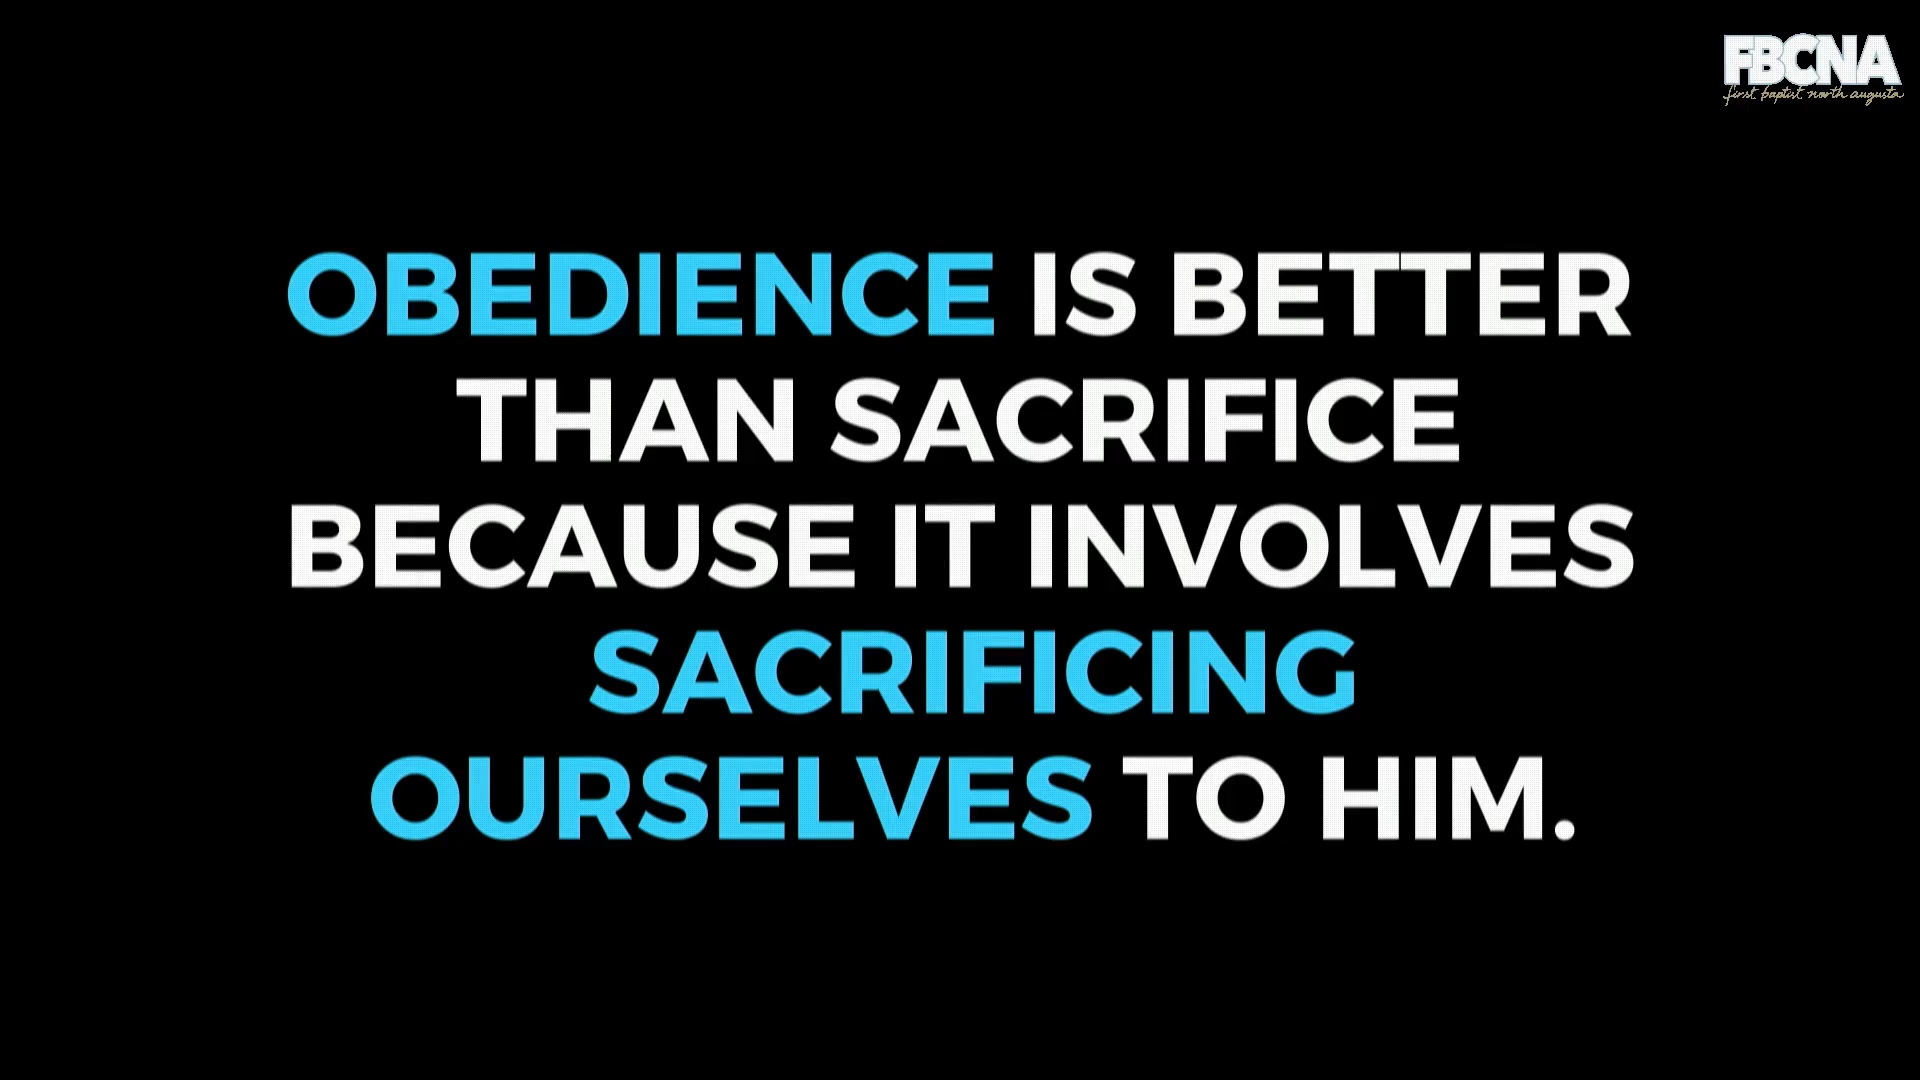 FBCNA
first baptist north augusta
OBEDIENCE IS BETTER
THAN SACRIFICE
BECAUSE IT INVOLVES
SACRIFICING
OURSELVES TO HIM.